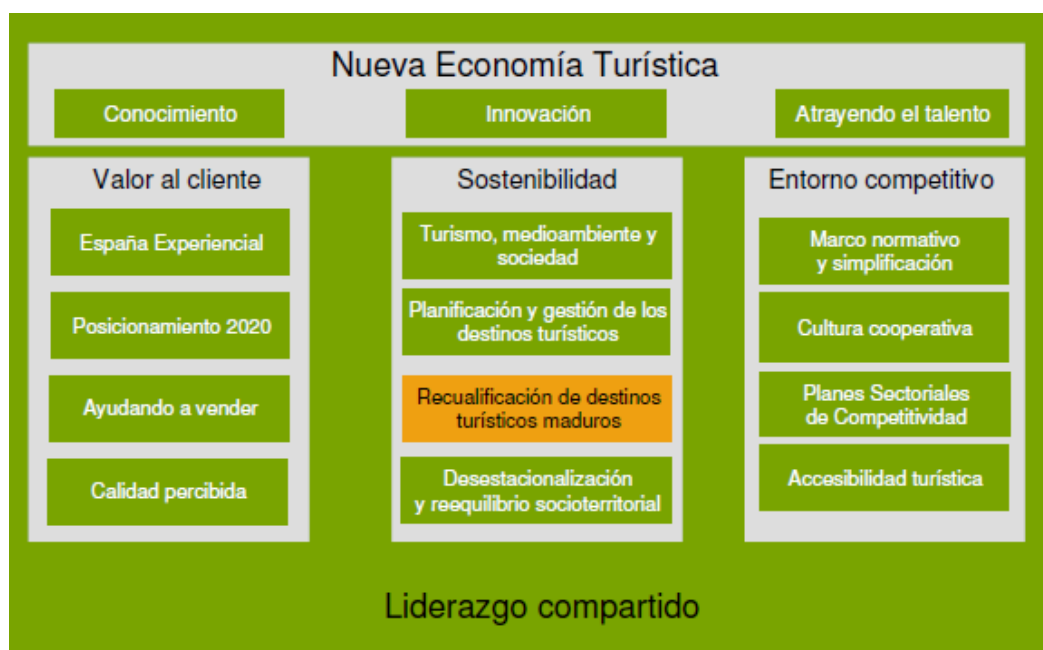 Nueva Economía Turística
Conocimiento
Innovación
Atrayendo el talento
Valor al cliente
España Experiencial
Posicionamiento 2020
Ayudando a vender
Calidad percibida
Sostenibilidad
Turismo, medioambiente y
sociedad
Planificación y gestión de los
destinos turísticos
Recualificación de destinos
turísticos maduros
Desestacionalización
y reequilibrio socioterritorial
Entorno competitivo
Marco normativo
y simplificación
Cultura cooperativa
Planes Sectoriales
de Competitividad
Accesibilidad turística
Liderazgo compartido